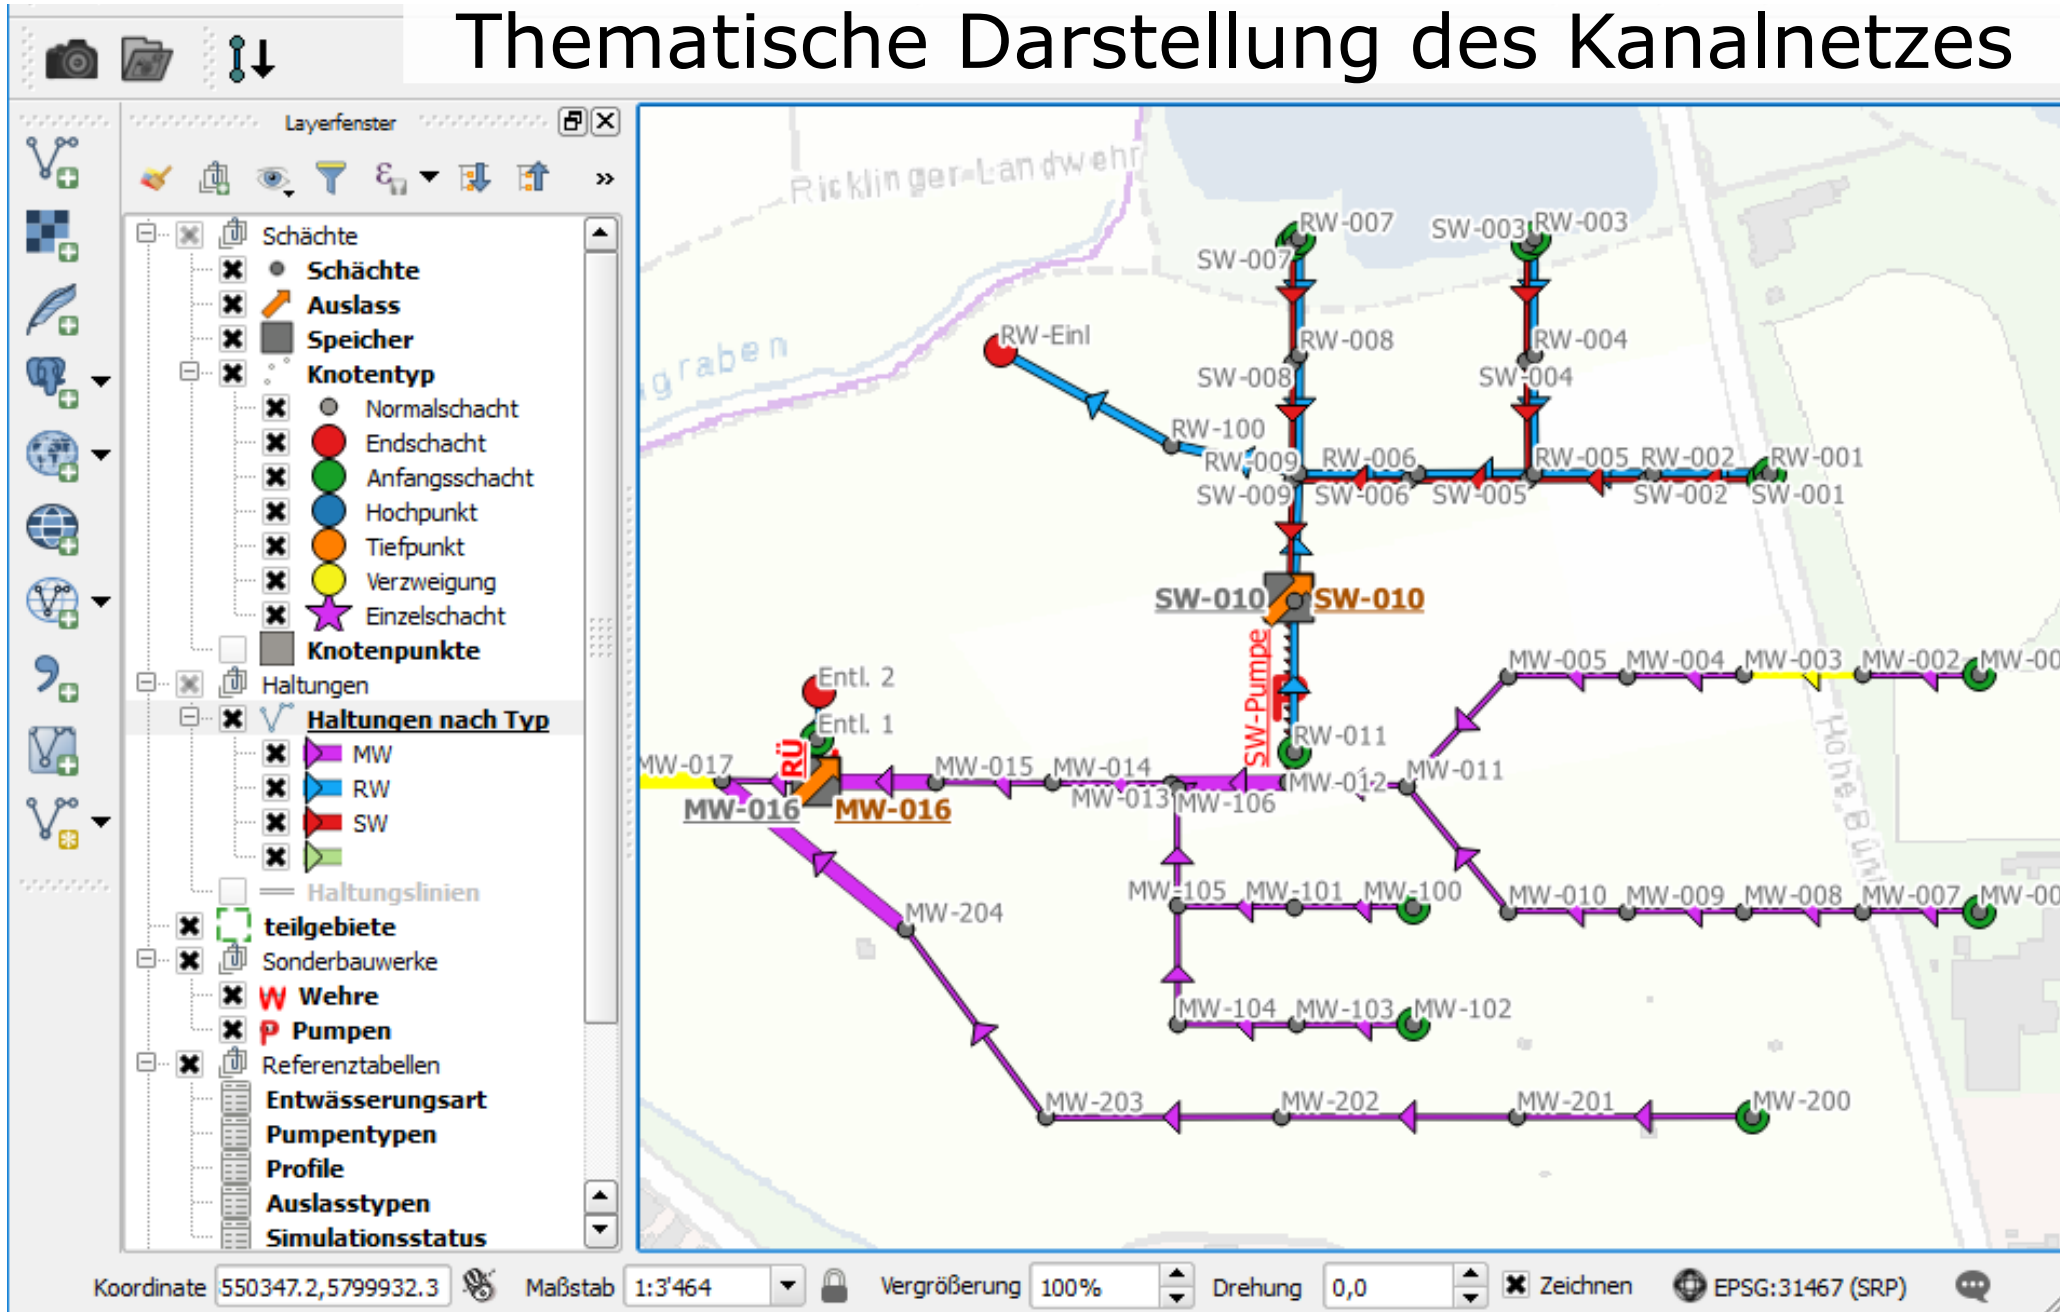 Thematische Darstellung des Kanalnetzes
Layerfenster
»
Schächte
Schächte
Auslass
Speicher
Knotentyp
Normalschacht
Endschacht
Anfangsschacht
Hochpunkt
Tiefpunkt
Verzweigung
Einzelschacht
Knotenpunkte
Haltungen
Haltungen nach Typ
MW
RW
SW
Haltungslinien
teilgebiete
Sonderbauwerke
W Wehre
P Pumpen
Referenztabellen
Entwässerungsart
Pumpentypen
Profile
Auslasstypen
Simulationsstatus
Ricklinger-Landwehr
graben
RW-007
SW-007
SW-003
RW-003
RW-Einl
RW-008
SW-008
RW-004
SW-004
RW-100
RW-009
RW-006
RW-005
RW-002
RW-001
SW-009
SW-006
SW-005
SW-002
SW-001
SW-010
SW-010
SW-Pumpe
RW-011
MW-005
MW-004
MW-003
MW-002
MW-00
Entl. 2
Entl. 1
RÜ
MW-017
MW-016
MW-016
MW-015
MW-014
MW-013
MW-106
MW-012
MW-011
MW-105
MW-101
MW-100
MW-010
MW-009
MW-008
MW-007
MW-00
MW-204
MW-104
MW-103
MW-102
MW-203
MW-202
MW-201
MW-200
Koordinate 550347.2,5799932.3 Maßstab 1:3'464 Vergrößerung 100% Drehung 0,0 Zeichnen EPSG:31467 (SRP)